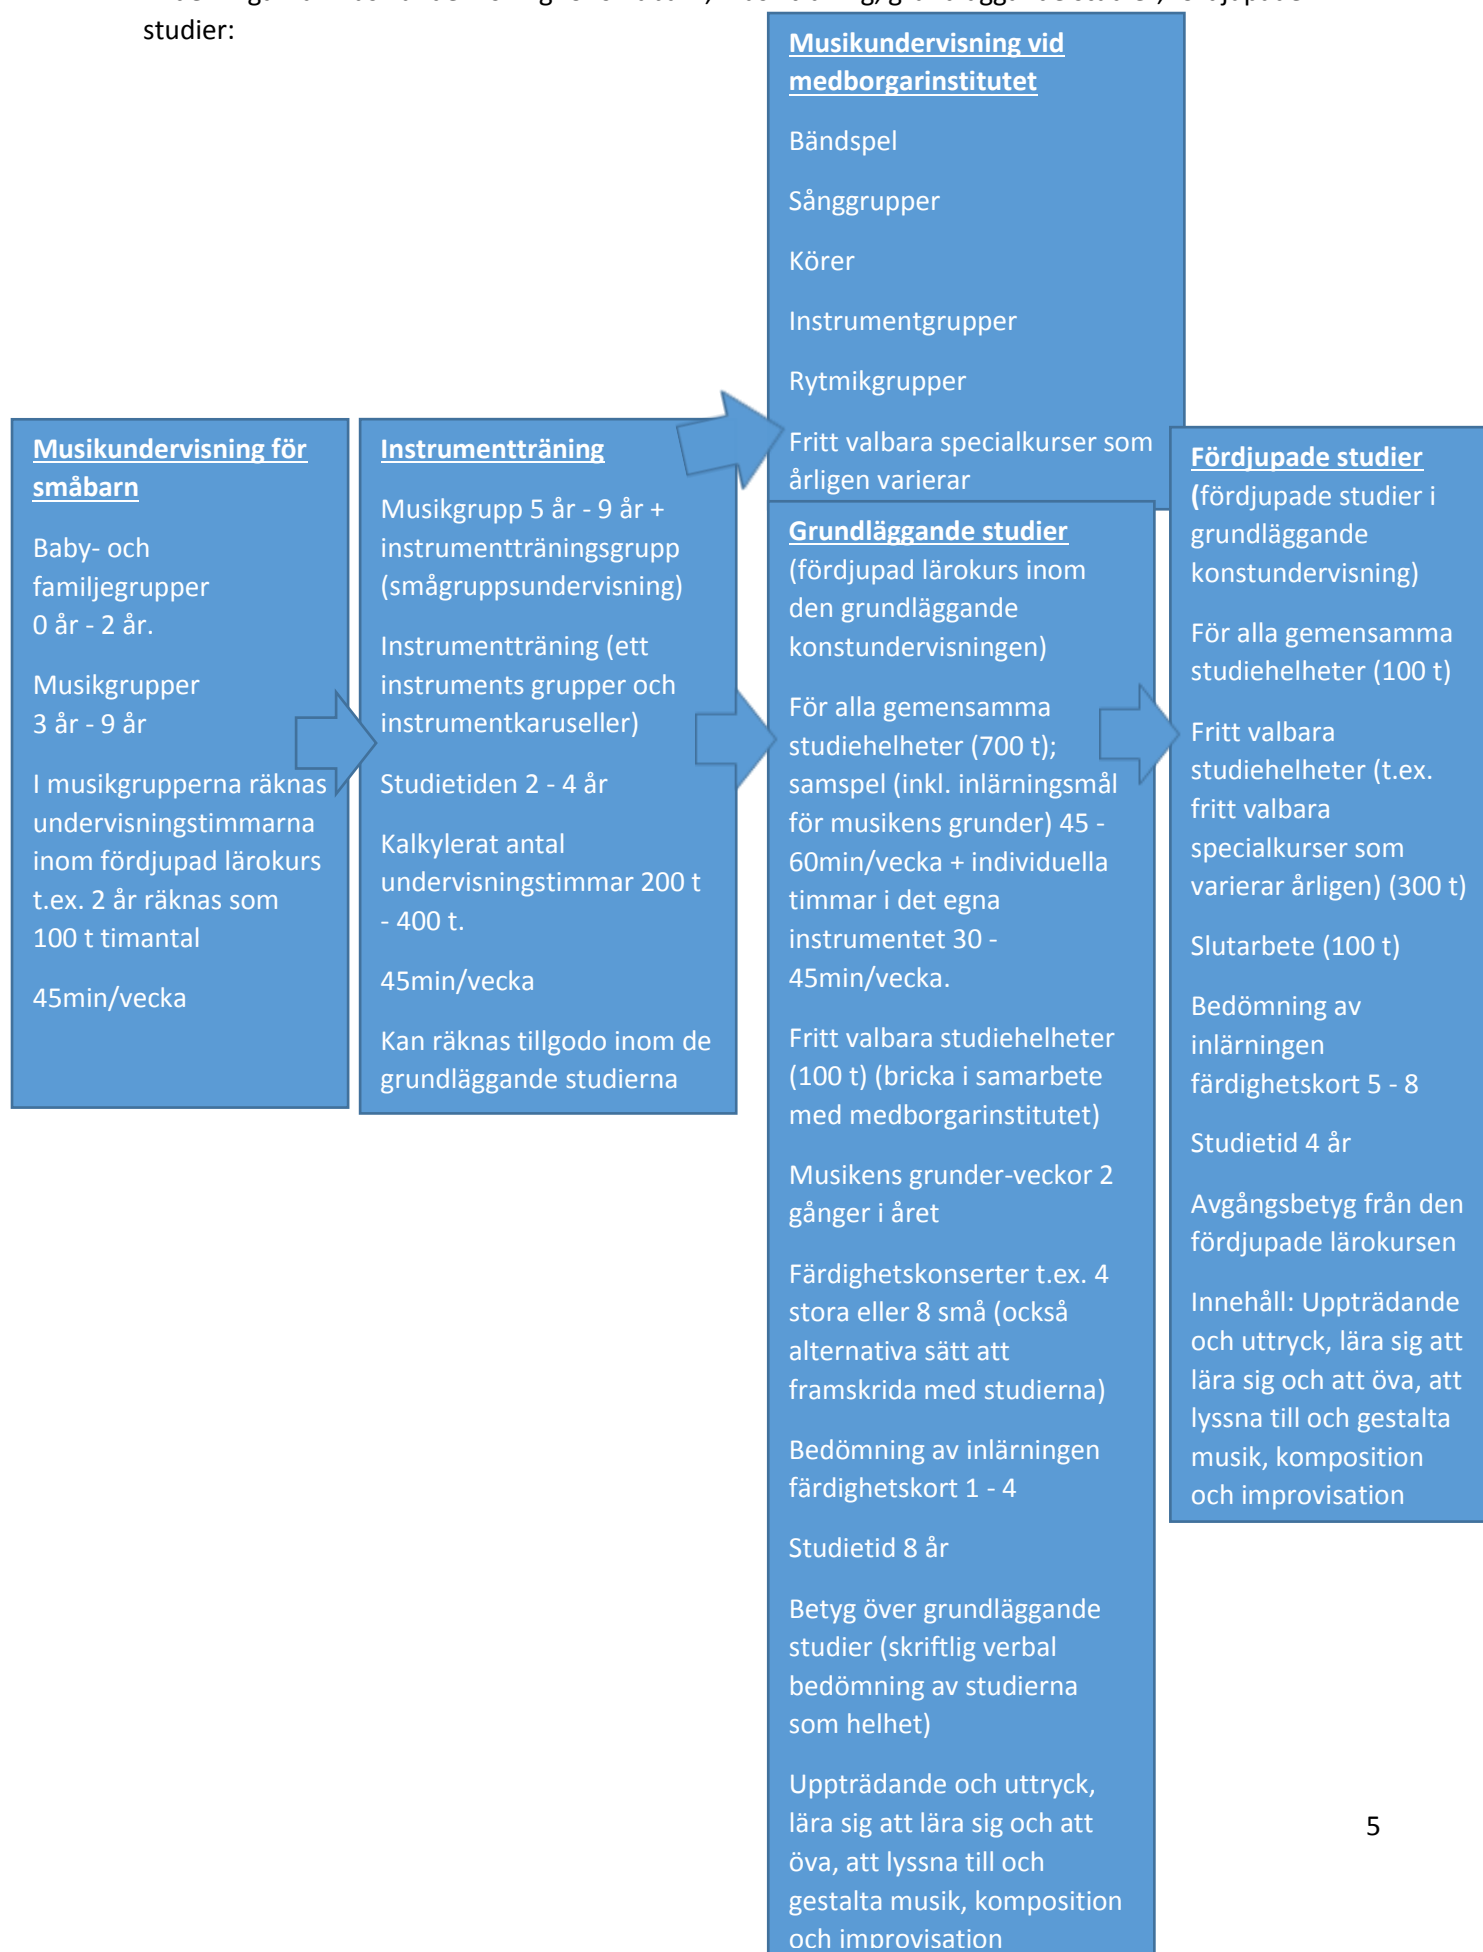 studier:
Musikundervisning vid
medborgarinstitutet
Bändspel
Sånggrupper
Körer
Instrumentgrupper
Rytmikgrupper
Fritt valbara specialkurser som
årligen varierar
Musikundervisning för
småbarn
Baby- och
familjegrupper
0 år - 2 år.
Musikgrupper
3 år - 9 år
I musikgrupperna räknas
undervisningstimmarna
inom fördjupad lärokurs
t.ex. 2 år räknas som
100 t timantal
45min/vecka
Instrumentträning
Musikgrupp 5 år - 9 år +
instrumentträningsgrupp
(smågruppsundervisning)
Instrumentträning (ett
instruments grupper och
instrumentkaruseller)
Studietiden 2 - 4 år
Kalkylerat antal
undervisningstimmar 200 t
- 400 t.
45min/vecka
Kan räknas tillgodo inom de
grundläggande studierna
Grundläggande studier
(fördjupad lärokurs inom
den grundläggande
konstundervisningen)
För alla gemensamma
studiehelheter (700 t);
samspel (inkl. inlärningsmål
för musikens grunder) 45 -
60min/vecka + individuella
timmar i det egna
instrumentet 30 -
45min/vecka.
Fritt valbara studiehelheter
(100 t) (bricka i samarbete
med medborgarinstitutet)
Musikens grunder-veckor 2
gånger i året
Färdighetskonserter t.ex. 4
stora eller 8 små (också
alternativa sätt att
framskrida med studierna)
Bedömning av inlärningen
färdighetskort 1 - 4
Studietid 8 år
Betyg över grundläggande
studier (skriftlig verbal
bedömning av studierna
som helhet)
Uppträdande och uttryck,
lära sig att lära sig och att
öva, att lyssna till och
gestalta musik, komposition
och improvisation
Fördjupade studier
(fördjupade studier i
grundläggande
konstundervisning)
För alla gemensamma
studiehelheter (100 t)
Fritt valbara
studiehelheter (t.ex.
fritt valbara
specialkurser som
varierar årligen) (300 t)
Slutarbete (100 t)
Bedömning av
inlärningen
färdighetskort 5 - 8
Studietid 4 år
Avgångsbetyg från den
fördjupade lärokursen
Innehåll: Uppträdande
och uttryck, lära sig att
lära sig och att öva, att
lyssna till och gestalta
musik, komposition
och improvisation
5